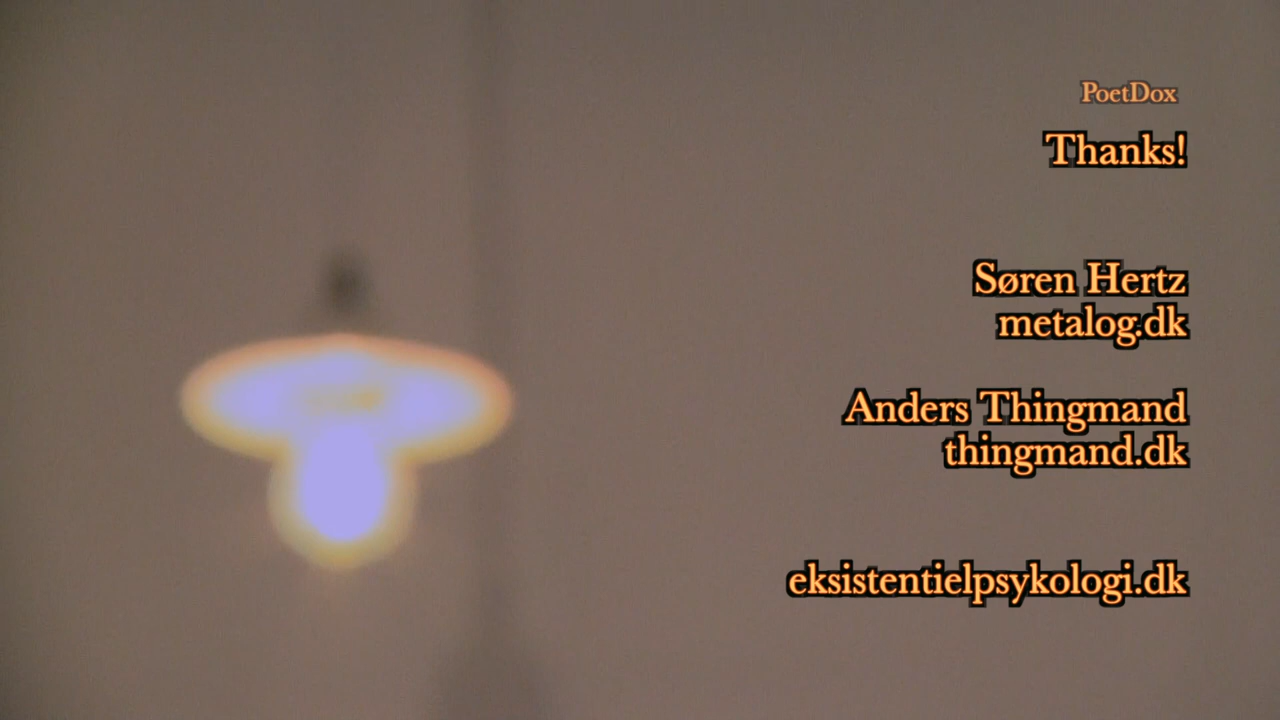 PoetDox
Thanks!
Søren Hertz
metalog.dk
Anders Thingmand
thingmand.dk
eksistentielpsykologi.dk